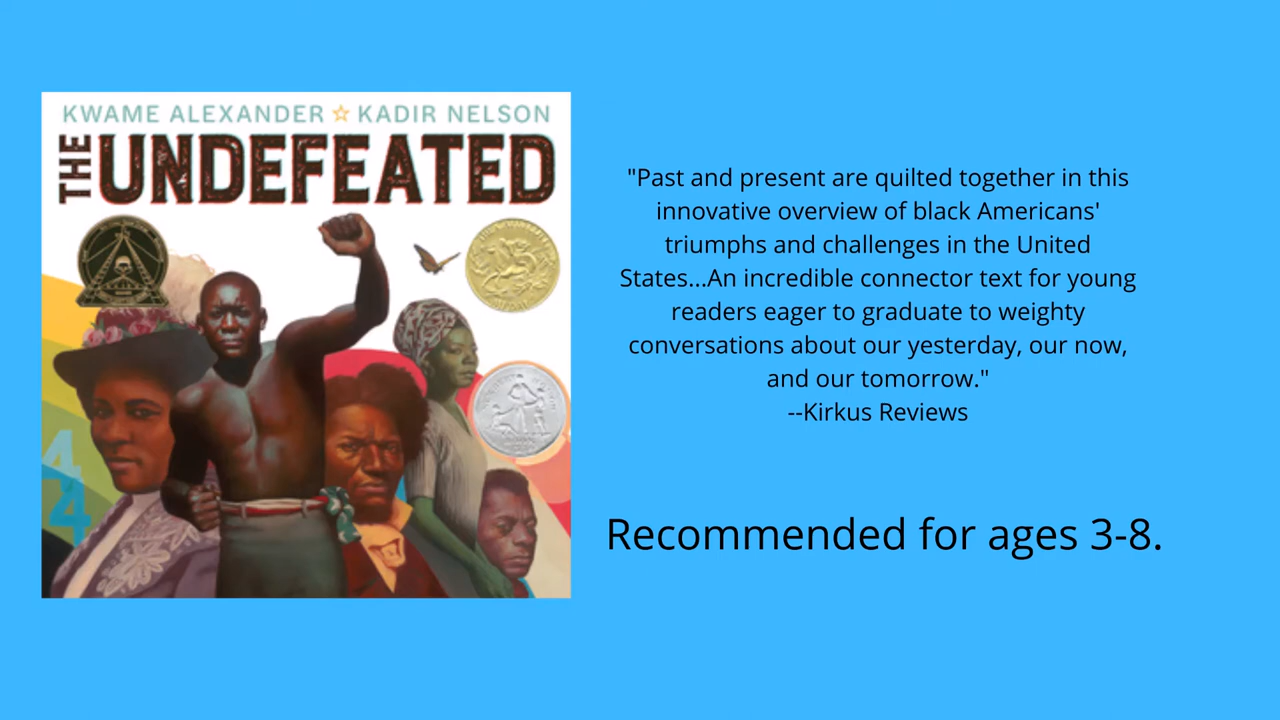 KWAME ALEXANDER ☆ KADIR NELSON
THE UNDEFEATED
44
"Past and present are quilted together in this
innovative overview of black Americans'
triumphs and challenges in the United
States...An incredible connector text for young
readers eager to graduate to weighty
conversations about our yesterday, our now,
and our tomorrow."
--Kirkus Reviews
Recommended for ages 3-8.